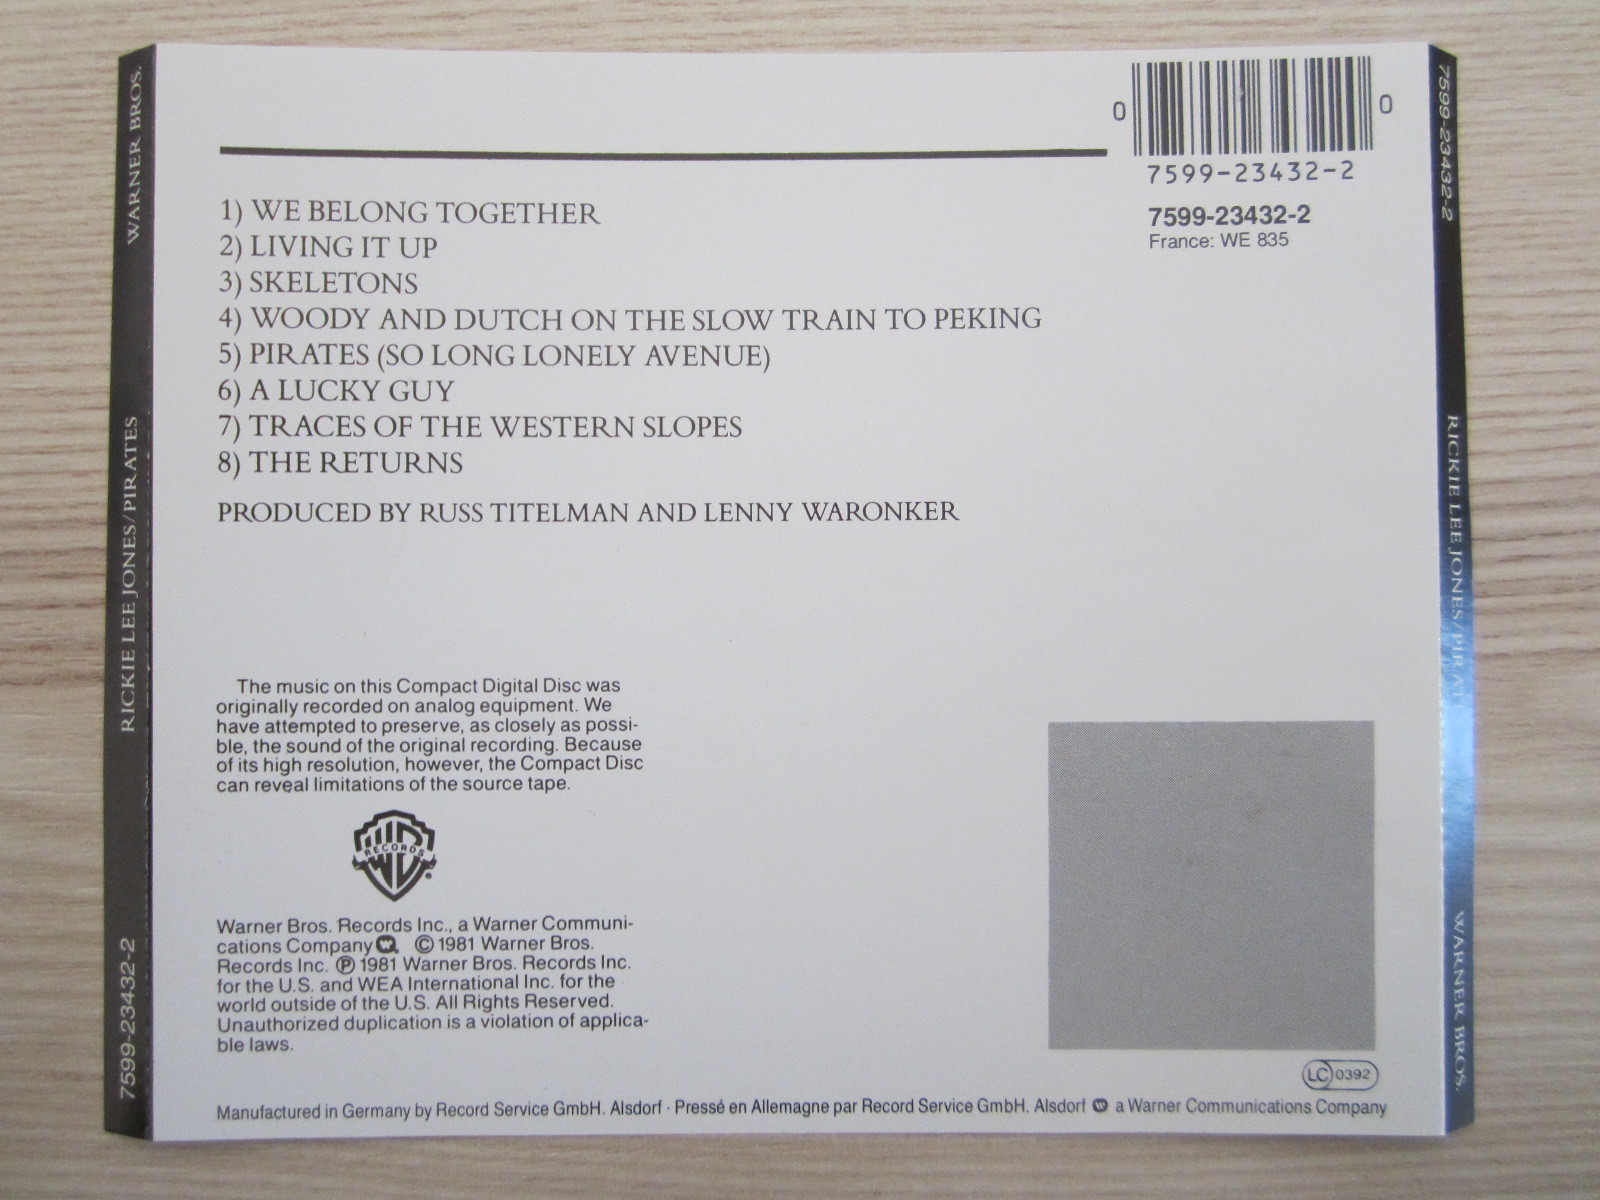 WARNER BROS.
RICKIE LEE JONES/PIRATES
7599-23432-2
0
0
7599-23432-2
7599-23432-2
France: WE 835
1) WE BELONG TOGETHER
2) LIVING IT UP
3) SKELETONS
4) WOODY AND DUTCH ON THE SLOW TRAIN TO PEKING
5) PIRATES (SO LONG LONELY AVENUE)
6) A LUCKY GUY
7) TRACES OF THE WESTERN SLOPES
8) THE RETURNS
PRODUCED BY RUSS TITELMAN AND LENNY WARONKER
The music on this Compact Digital Disc was
originally recorded on analog equipment. We
have attempted to preserve, as closely as possi-
ble, the sound of the original recording. Because
of its high resolution, however, the Compact Disc
can reveal limitations of the source tape.
RECORDS
Warner Bros. Records Inc., a Warner Communi-
cations Company © 1981 Warner Bros.
Records Inc. ℗ 1981 Warner Bros. Records Inc.
for the U.S. and WEA International Inc. for the
world outside of the U.S. All Rights Reserved.
Unauthorized duplication is a violation of applica-
ble laws.
LC 0392
Manufactured in Germany by Record Service GmbH. Alsdorf · Pressé en Allemagne par Record Service GmbH. Alsdorf a Warner Communications Company
7599-23432-2
RICKIE LEE JONES/PIRAT
WARNER BROS.